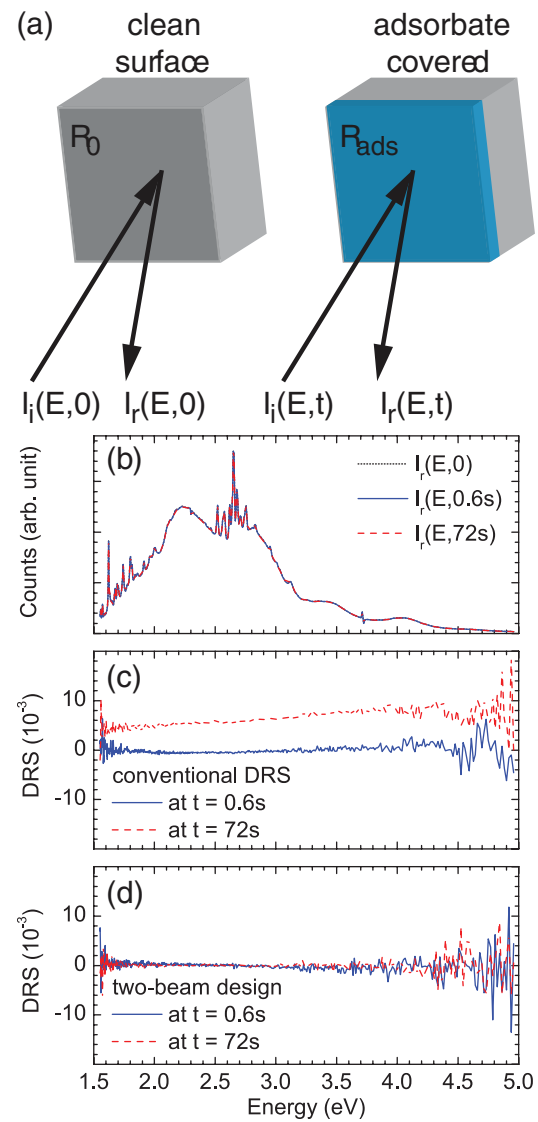 (a)
clean
surface
adsorbate
covered
R0
Rads
Ii(E,0) Ir(E,0)
Ii(E,t) Ir(E,t)
(b)
Ir(E,0)
Ir(E,0.6s)
Ir(E,72s)
Counts (arb. unit)
(c)
10
0
-10
DRS (10-3)
conventional DRS
at t = 0.6s
at t = 72s
(d)
10
0
-10
DRS (10-3)
two-beam design
at t = 0.6s
at t = 72s
1.5 2.0 2.5 3.0 3.5 4.0 4.5 5.0
Energy (eV)